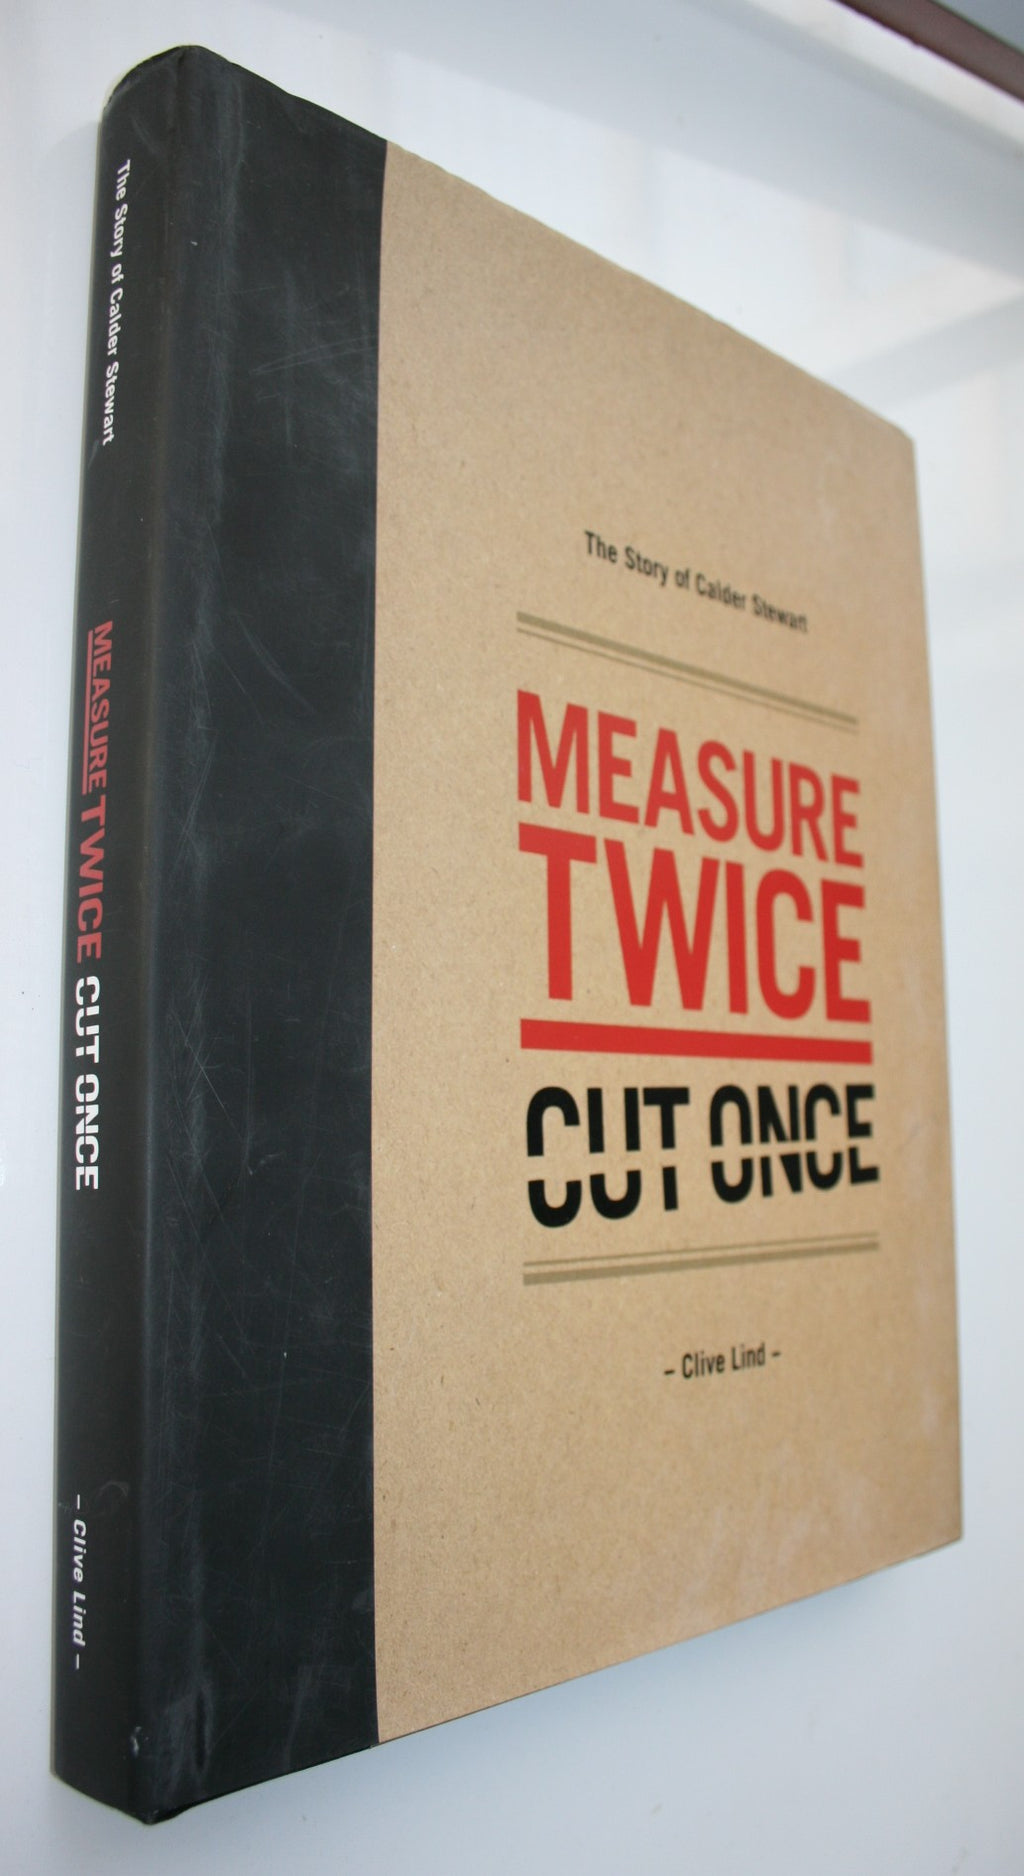 The Story of Calder Stewart
MEASURE TWICE CUT ONCE
– Clive Lind –
The Story of Calder Stewart
MEASURE
TWICE
CUT ONCE
– Clive Lind –